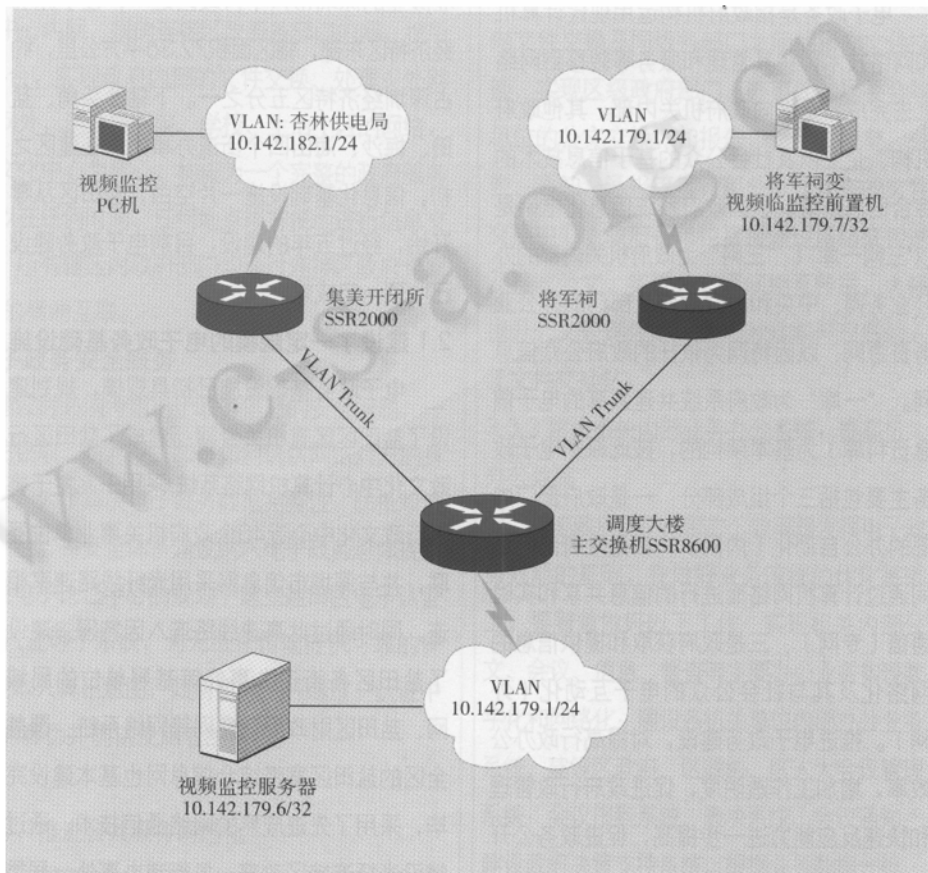 VLAN: 杏林供电局
10.142.182.1/24
视频监控
PC机
VLAN
10.142.179.1/24
将军祠变
视频临监控前置机
10.142.179.7/32
集美开闭所
SSR2000
将军祠
SSR2000
VLAN Trunk
VLAN Trunk
调度大楼
主交换机SSR8600
VLAN
10.142.179.1/24
视频监控服务器
10.142.179.6/32
www.c-s-a.org.cn